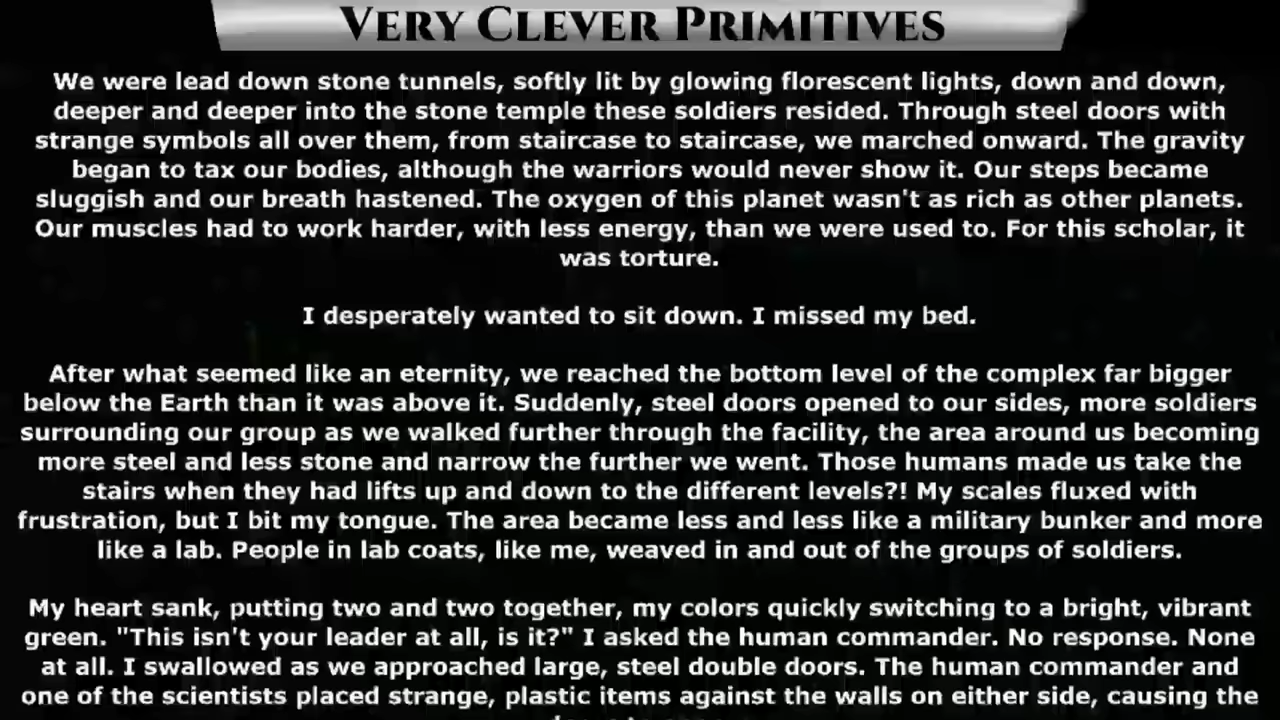 VERY CLEVER PRIMITIVES
We were lead down stone tunnels, softly lit by glowing florescent lights, down and down,
deeper and deeper into the stone temple these soldiers resided. Through steel doors with
strange symbols all over them, from staircase to staircase, we marched onward. The gravity
began to tax our bodies, although the warriors would never show it. Our steps became
sluggish and our breath hastened. The oxygen of this planet wasn't as rich as other planets.
Our muscles had to work harder, with less energy, than we were used to. For this scholar, it
was torture.
I desperately wanted to sit down. I missed my bed.
After what seemed like an eternity, we reached the bottom level of the complex far bigger
below the Earth than it was above it. Suddenly, steel doors opened to our sides, more soldiers
surrounding our group as we walked further through the facility, the area around us becoming
more steel and less stone and narrow the further we went. Those humans made us take the
stairs when they had lifts up and down to the different levels?! My scales fluxed with
frustration, but I bit my tongue. The area became less and less like a military bunker and more
like a lab. People in lab coats, like me, weaved in and out of the groups of soldiers.
My heart sank, putting two and two together, my colors quickly switching to a bright, vibrant
green. "This isn't your leader at all, is it?" I asked the human commander. No response. None
at all. I swallowed as we approached large, steel double doors. The human commander and
one of the scientists placed strange, plastic items against the walls on either side, causing the